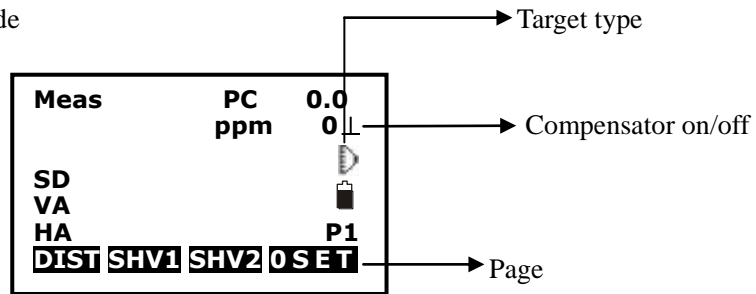 de
Target type
Meas PC 0.0
ppm 0
Compensator on/off
SD
VA
HA P1
DIST SHV1 SHV2 0SET
Page